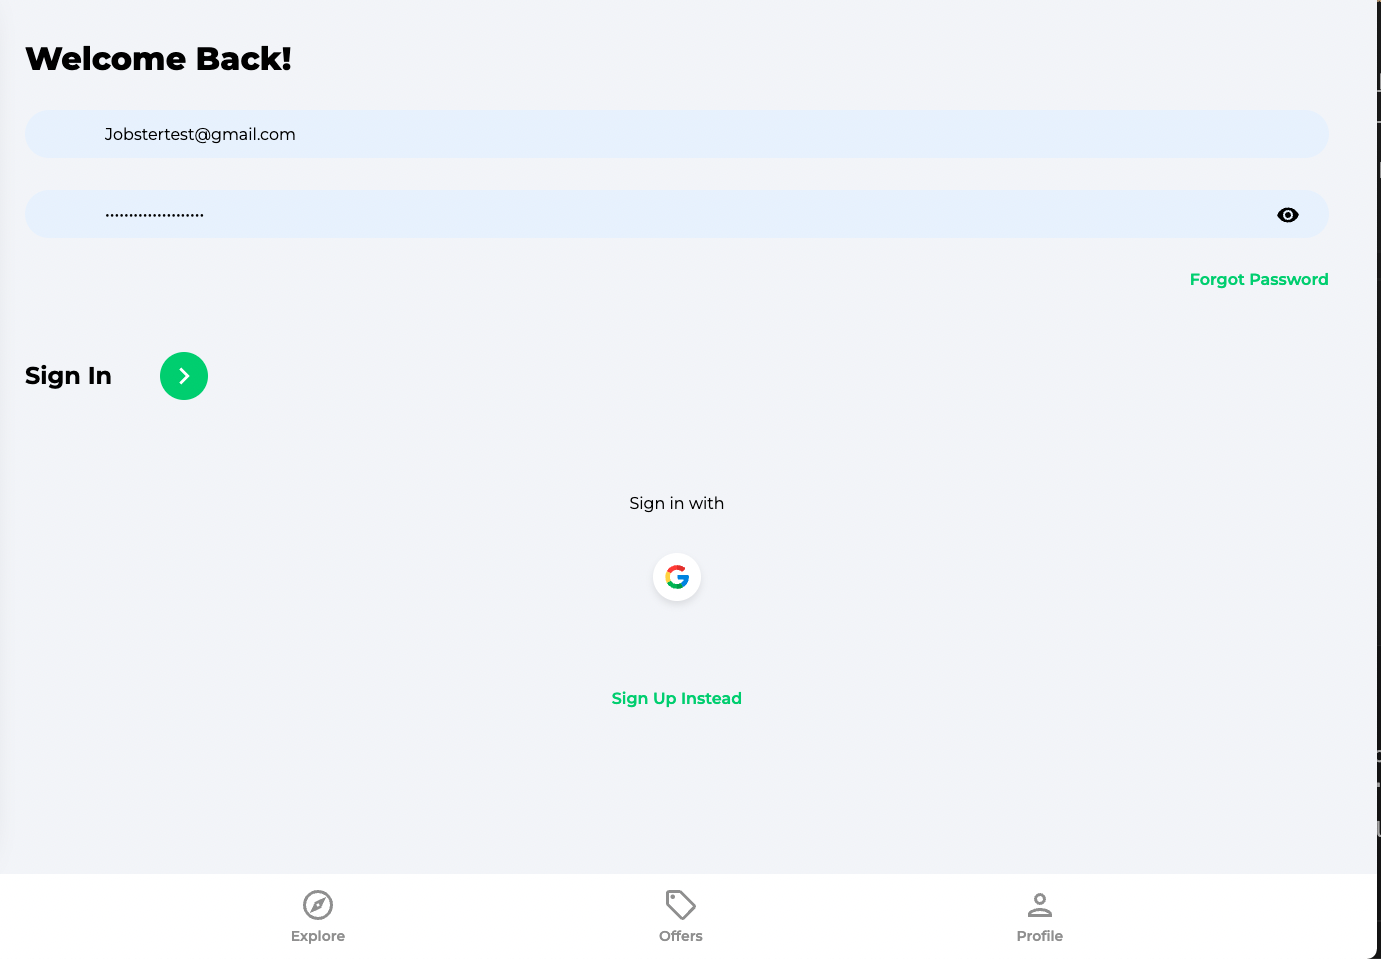 Welcome Back!
Jobstertest@gmail.com
•••••••••••••••••••••
Forgot Password
Sign In
Sign in with
Sign Up Instead
Explore
Offers
Profile